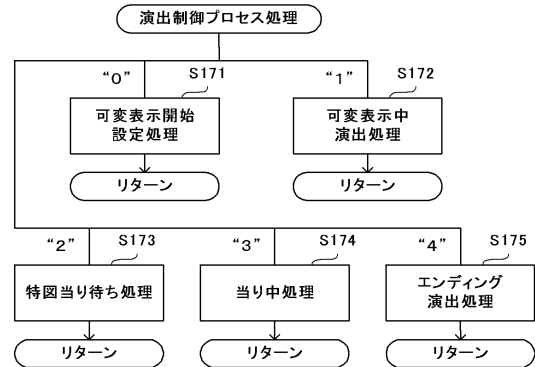 演出制御プロセス処理
“0”
S171
“1”
S172
可変表示開始
設定処理
可変表示中
演出処理
リターン
リターン
“2”
S173
“3”
S174
“4”
S175
特図当り待ち処理
当り中処理
エンディング
演出処理
リターン
リターン
リターン